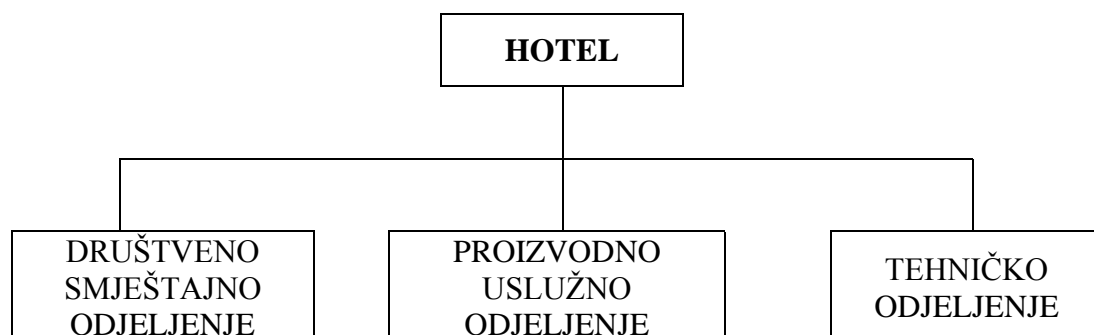 HOTEL
DRUŠTVENO
SMJEŠTAJNO
ODJELJENJE
PROIZVODNO
USLUŽNO
ODJELJENJE
TEHNIČKO
ODJELJENJE